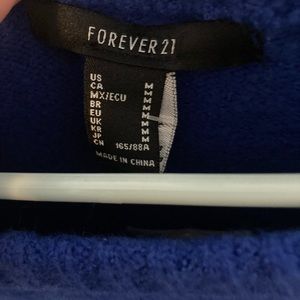 FOREVER 21
US M
CA M
MX/ECU M
BR M
EU M
UK M
KR M
JP M
CN 165/88A
MADE IN CHINA